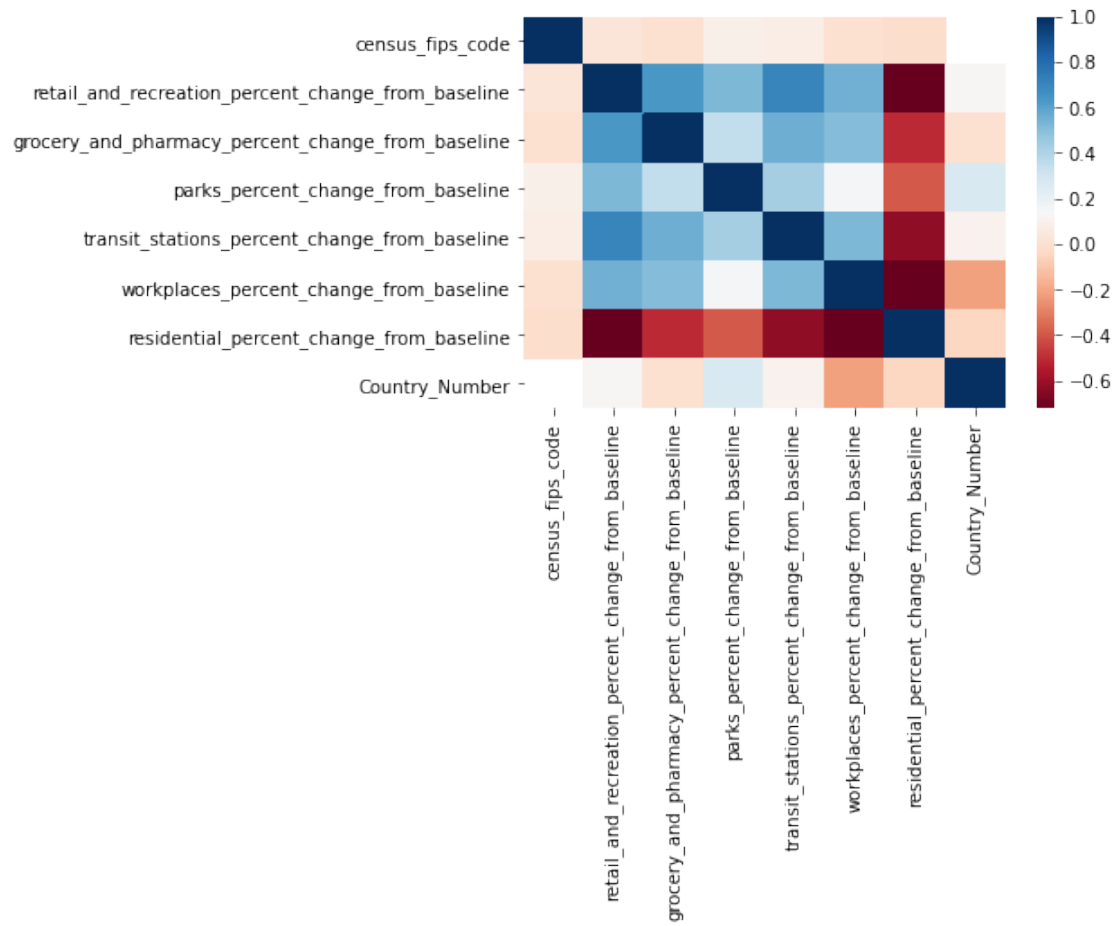 census_fips_code
retail_and_recreation_percent_change_from_baseline
grocery_and_pharmacy_percent_change_from_baseline
parks_percent_change_from_baseline
transit_stations_percent_change_from_baseline
workplaces_percent_change_from_baseline
residential_percent_change_from_baseline
Country_Number
1.0
0.8
0.6
0.4
0.2
0.0
−0.2
−0.4
−0.6
census_fips_code
retail_and_recreation_percent_change_from_baseline
grocery_and_pharmacy_percent_change_from_baseline
parks_percent_change_from_baseline
transit_stations_percent_change_from_baseline
workplaces_percent_change_from_baseline
residential_percent_change_from_baseline
Country_Number